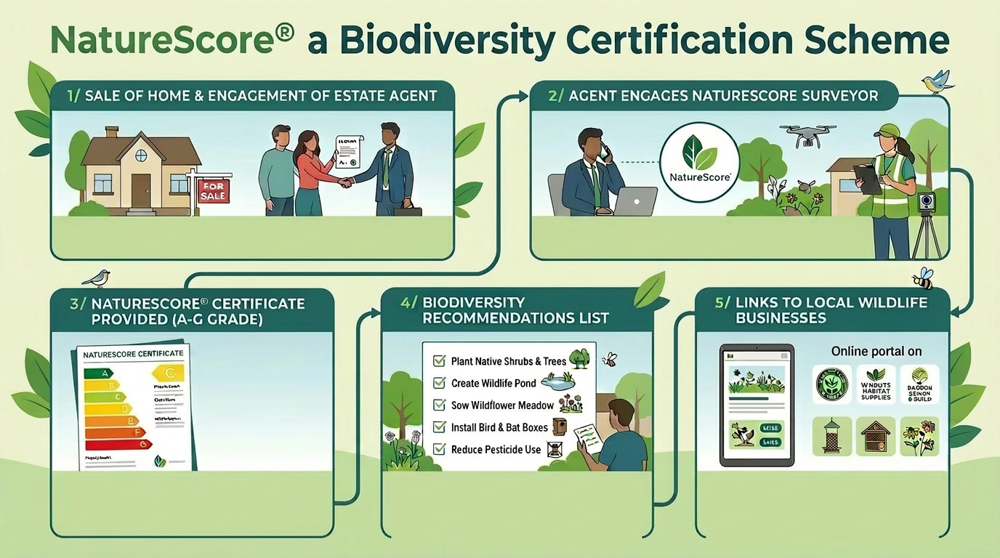 NatureScore® a Biodiversity Certification Scheme
1/ SALE OF HOME & ENGAGEMENT OF ESTATE AGENT
FOR
SALE
2/ AGENT ENGAGES NATURESCORE SURVEYOR
NatureScore
3/ NATURESCORE® CERTIFICATE
PROVIDED (A-G GRADE)
NATURESCORE CERTIFICATE
A
C
B
C
D
E
F
G
4/ BIODIVERSITY
RECOMMENDATIONS LIST
Plant Native Shrubs & Trees
Create Wildlife Pond
Sow Wildflower Meadow
Install Bird & Bat Boxes
Reduce Pesticide Use
5/ LINKS TO LOCAL WILDLIFE
BUSINESSES
Online portal on
HABITAT
SUPPLIES